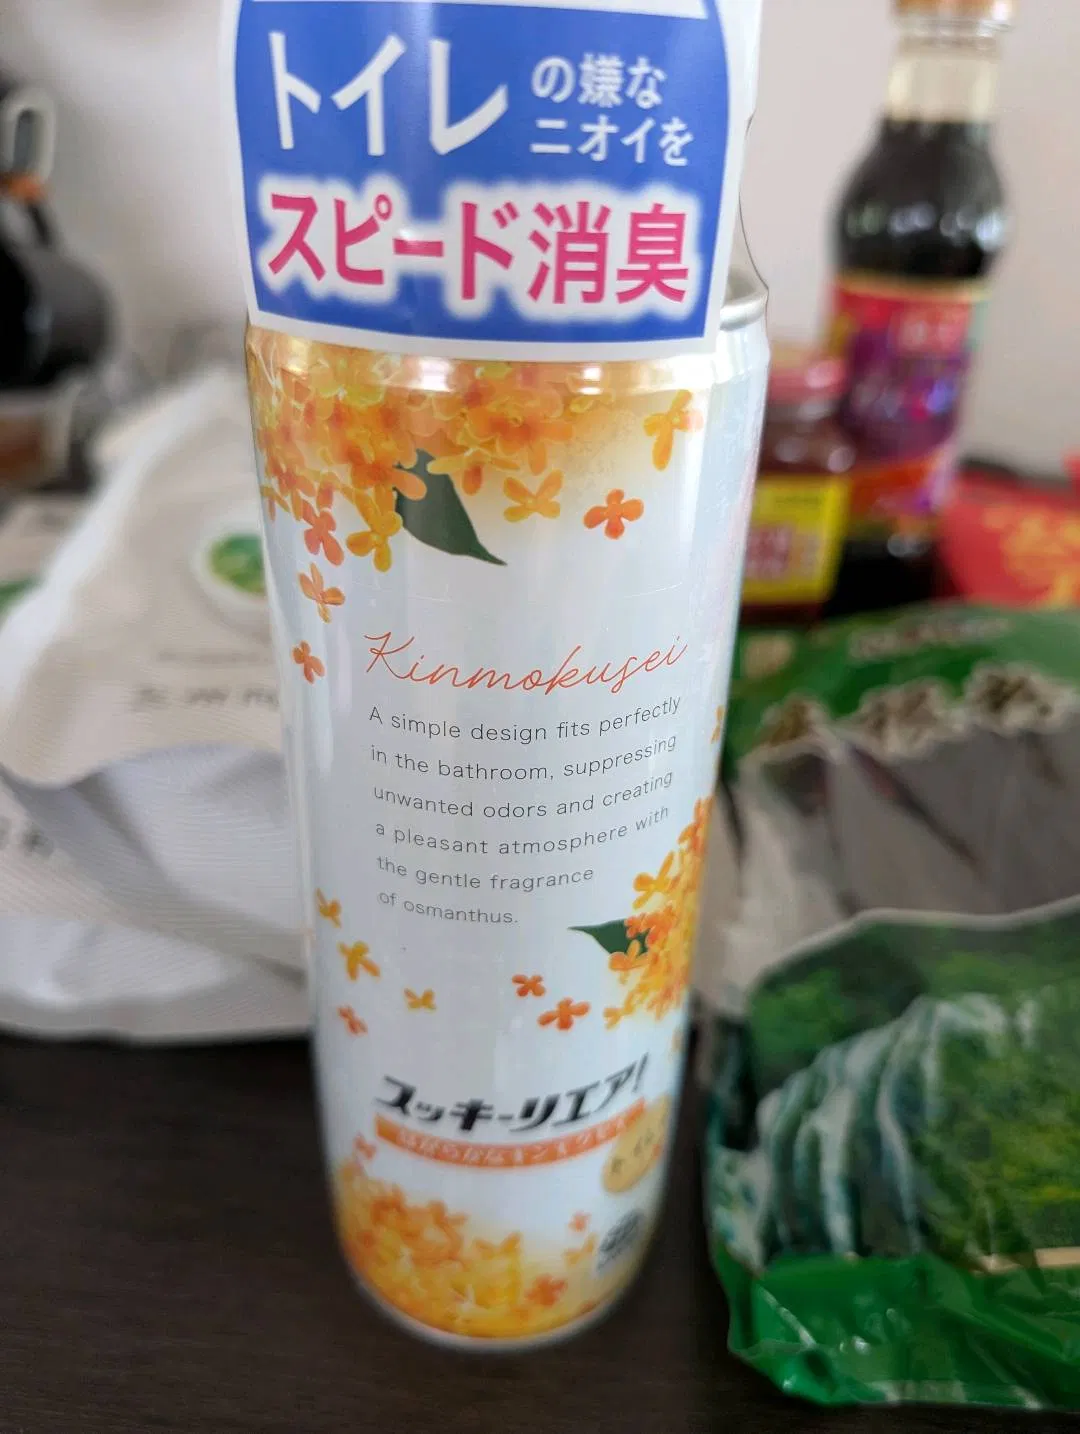 トイレの嫌な
ニオイを
スピード消臭
Kinmokusei
A simple design fits perfectly
in the bathroom, suppressing
unwanted odors and creating
a pleasant atmosphere with
the gentle fragrance
of osmanthus.
スッキーリエア!